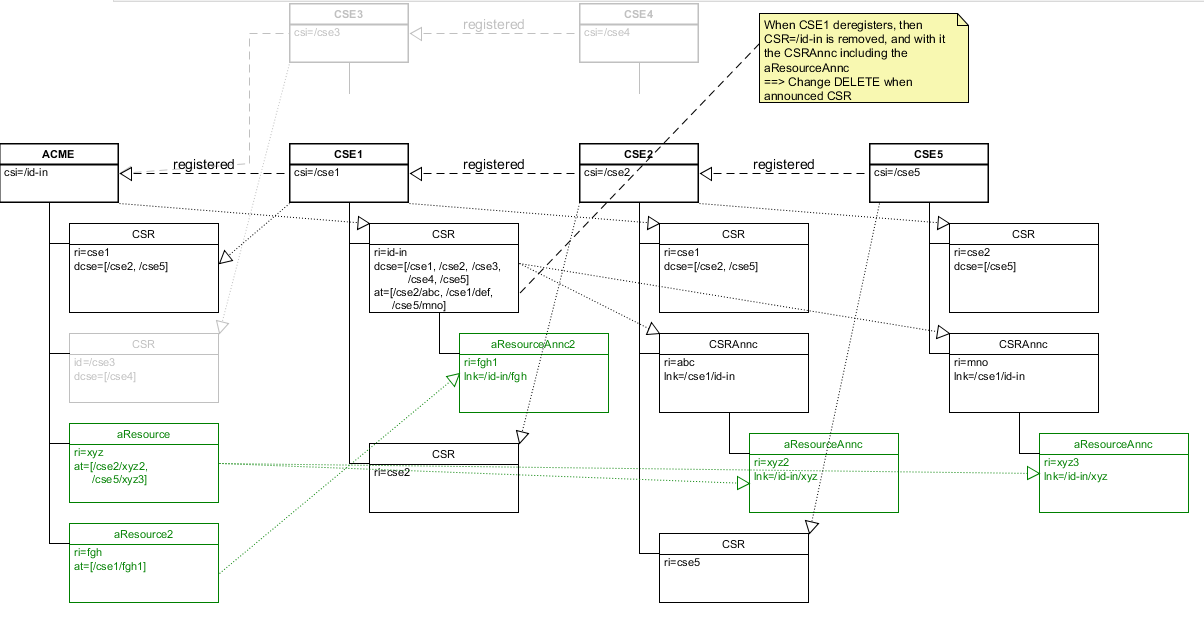 CSE3
csi=/cse3
registered
CSE4
csi=/cse4
When CSE1 deregisters, then
CSR=/id-in is removed, and with it
the CSRAnnc including the
aResourceAnnc
==> Change DELETE when
announced CSR
ACME
csi=/id-in
registered
CSE1
csi=/cse1
registered
CSE2
csi=/cse2
registered
CSE5
csi=/cse5
CSR
ri=cse1
dcse=[/cse2, /cse5]
CSR
ri=id-in
dcse=[/cse1, /cse2, /cse3,
/cse4, /cse5]
at=[/cse2/abc, /cse1/def,
/cse5/mno]
CSR
ri=cse1
dcse=[/cse2, /cse5]
CSR
ri=cse2
dcse=[/cse5]
CSR
id=/cse3
dcse=[/cse4]
aResourceAnnc2
ri=fgh1
lnk=/id-in/fgh
CSRAnnc
ri=abc
lnk=/cse1/id-in
CSRAnnc
ri=mno
lnk=/cse1/id-in
aResource
ri=xyz
at=[/cse2/xyz2,
/cse5/xyz3]
CSR
ri=cse2
aResourceAnnc
ri=xyz2
lnk=/id-in/xyz
aResourceAnnc
ri=xyz3
lnk=/id-in/xyz
aResource2
ri=fgh
at=[/cse1/fgh1]
CSR
ri=cse5